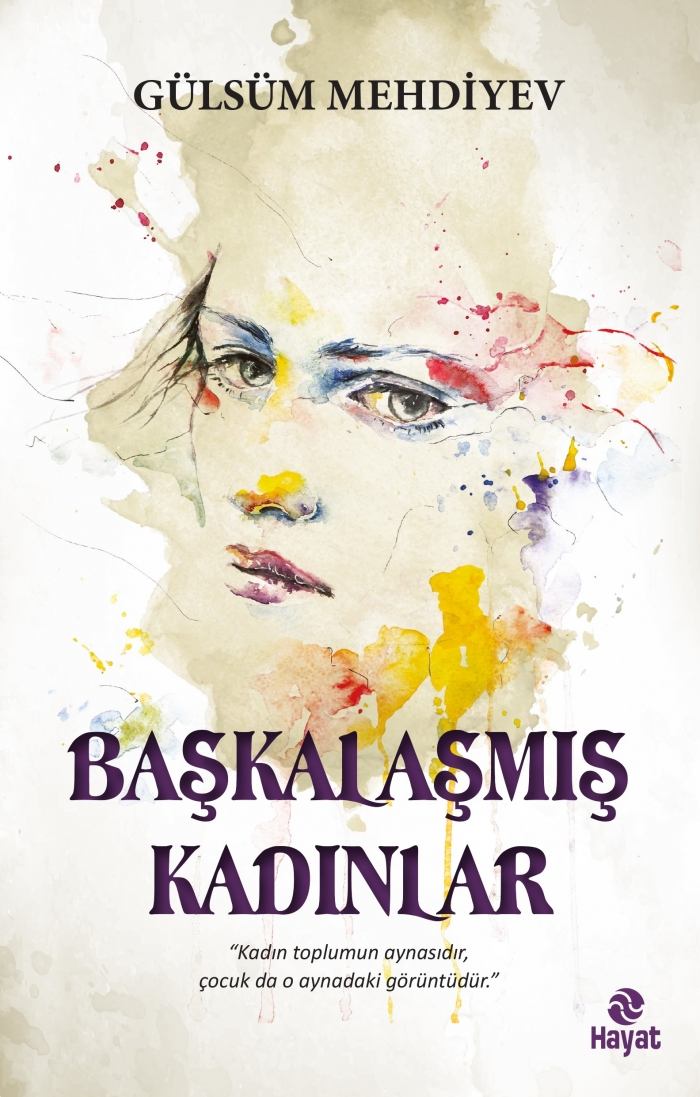 GÜLSÜM MEHDİYEV
BAŞKALAŞMIŞ
KADINLAR
“Kadın toplumun aynasıdır,
çocuk da o aynadaki görüntüdür.”
Hayat